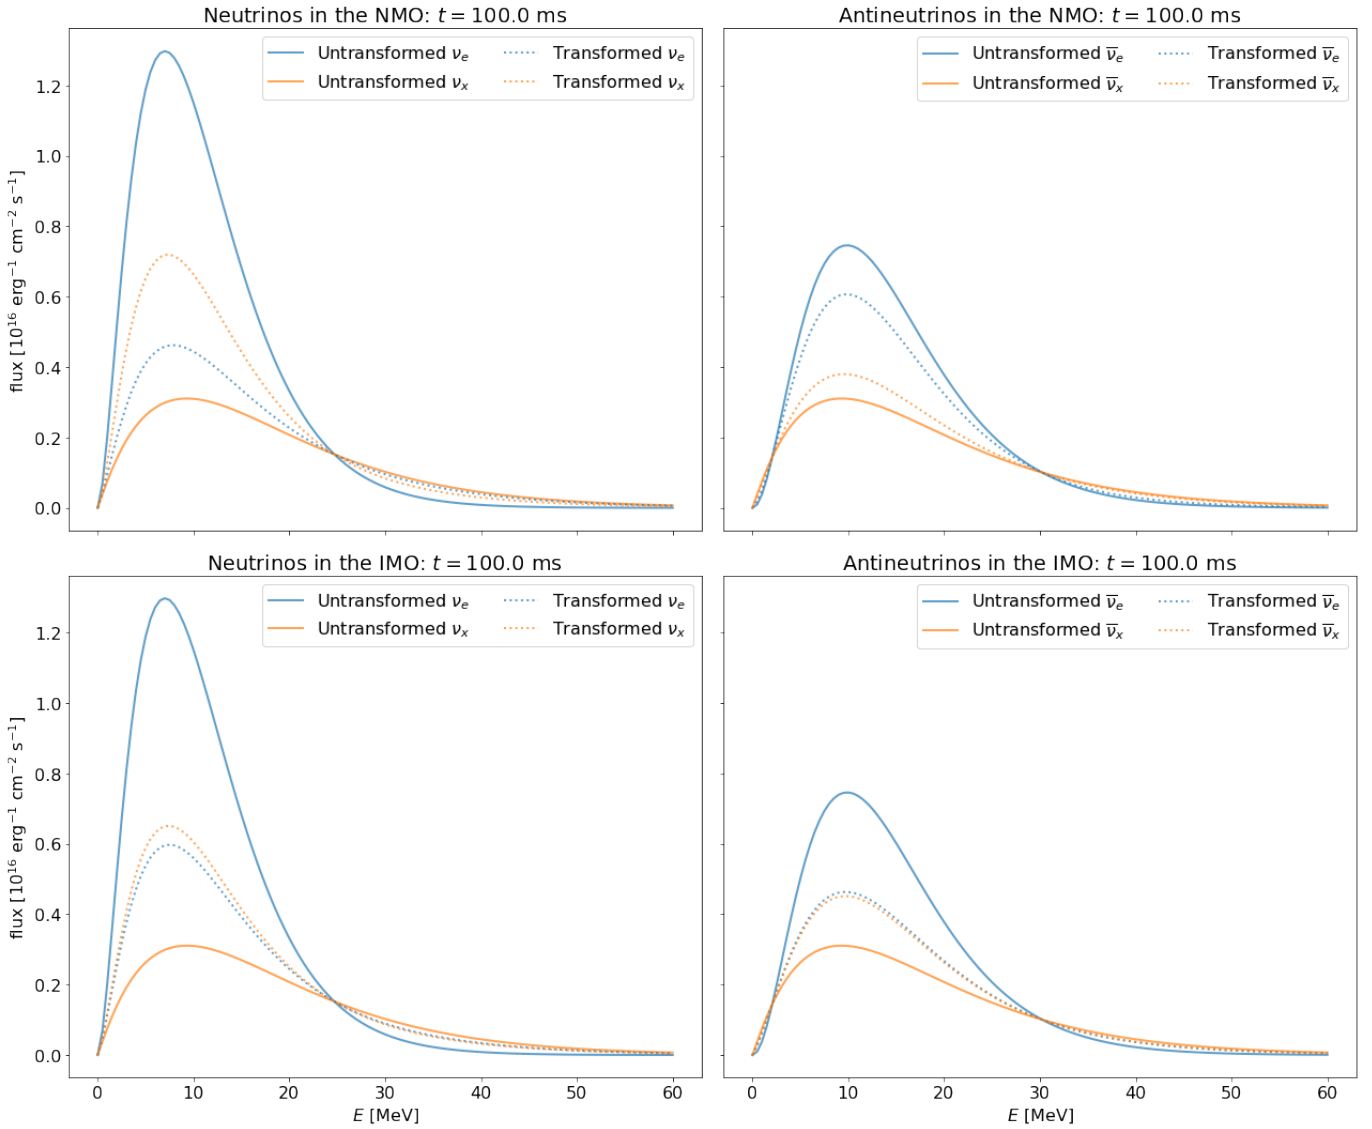 Neutrinos in the NMO: t = 100.0 ms
Untransformed νₑ
Untransformed νₓ
Transformed νₑ
Transformed νₓ
flux [10¹⁶ erg⁻¹ cm⁻² s⁻¹]
1.2
1.0
0.8
0.6
0.4
0.2
0.0
Antineutrinos in the NMO: t = 100.0 ms
Untransformed ν̅ₑ
Untransformed ν̅ₓ
Transformed ν̅ₑ
Transformed ν̅ₓ
Neutrinos in the IMO: t = 100.0 ms
Untransformed νₑ
Untransformed νₓ
Transformed νₑ
Transformed νₓ
flux [10¹⁶ erg⁻¹ cm⁻² s⁻¹]
1.2
1.0
0.8
0.6
0.4
0.2
0.0
0 10 20 30 40 50 60
E [MeV]
Antineutrinos in the IMO: t = 100.0 ms
Untransformed ν̅ₑ
Untransformed ν̅ₓ
Transformed ν̅ₑ
Transformed ν̅ₓ
0 10 20 30 40 50 60
E [MeV]